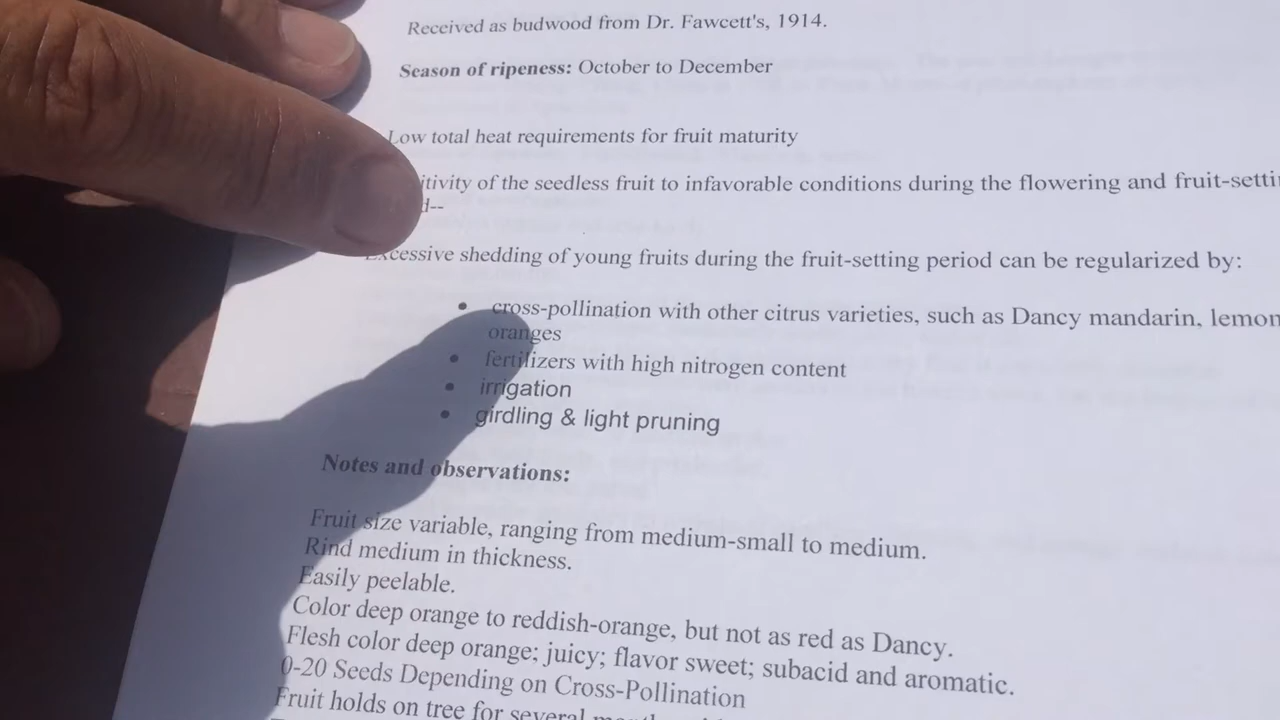 Received as budwood from Dr. Fawcett's, 1914.
Season of ripeness: October to December
Low total heat requirements for fruit maturity
of the seedless fruit to infavorable conditions during the flowering and
Excessive shedding of young fruits during the fruit-setting period can be regularized by:
• cross-pollination with other citrus varieties, such as Dancy mandarin, lemon
oranges
• fertilizers with high nitrogen content
• irrigation
• girdling & light pruning
Notes and observations:
Fruit size variable, ranging from medium-small to medium.
Rind medium in thickness.
Easily peelable.
Color deep orange to reddish-orange, but not as red as Dancy.
Flesh color deep orange; juicy; flavor sweet; subacid and aromatic.
0-20 Seeds Depending on Cross-Pollination
Fruit holds on tree for several